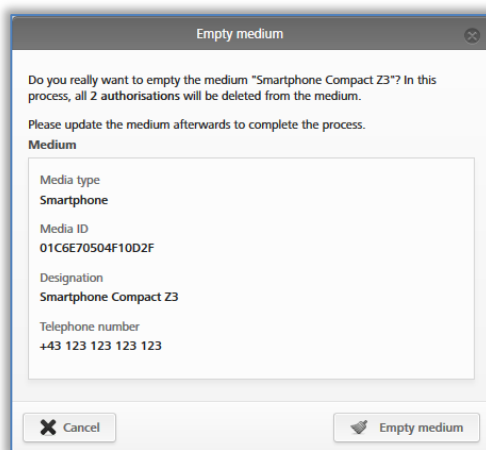 Empty medium
Do you really want to empty the medium "Smartphone Compact Z3"? In this
process, all 2 authorisations will be deleted from the medium.
Please update the medium afterwards to complete the process.
Medium
Media type
Smartphone
Media ID
01C6E70504F10D2F
Designation
Smartphone Compact Z3
Telephone number
+43 123 123 123 123
Cancel
Empty medium